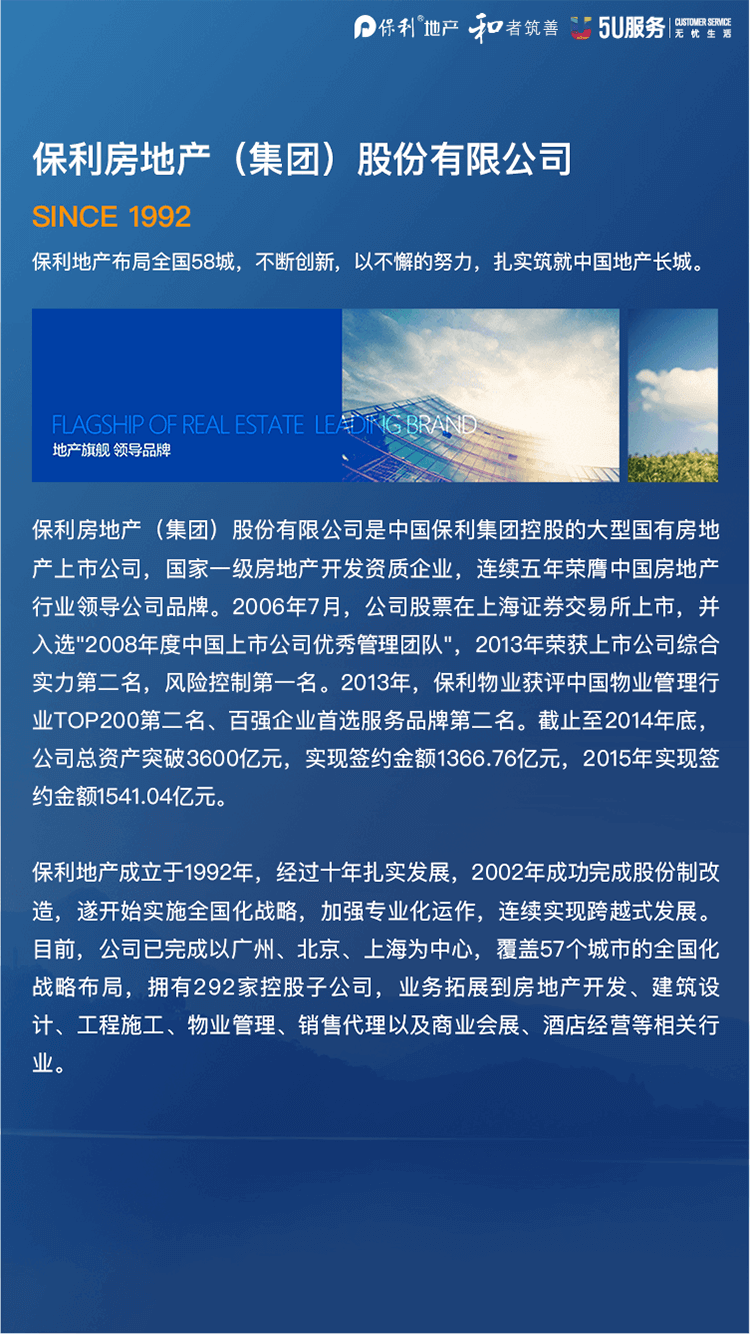 保利®地产 和者筑善 5U服务 CUSTOMER SERVICE
无忧生活
保利房地产（集团）股份有限公司
SINCE 1992
保利地产布局全国58城，不断创新，以不懈的努力，扎实筑就中国地产长城。
FLAGSHIP OF REAL ESTATE LEADING BRAND
地产旗舰 领导品牌
保利房地产（集团）股份有限公司是中国保利集团控股的大型国有房地
产上市公司，国家一级房地产开发资质企业，连续五年荣膺中国房地产
行业领导公司品牌。2006年7月，公司股票在上海证券交易所上市，并
入选"2008年度中国上市公司优秀管理团队"，2013年荣获上市公司综合
实力第二名，风险控制第一名。2013年，保利物业获评中国物业管理行
业TOP200第二名、百强企业首选服务品牌第二名。截止至2014年底，
公司总资产突破3600亿元，实现签约金额1366.76亿元，2015年实现签
约金额1541.04亿元。
保利地产成立于1992年，经过十年扎实发展，2002年成功完成股份制改
造，遂开始实施全国化战略，加强专业化运作，连续实现跨越式发展。
目前，公司已完成以广州、北京、上海为中心，覆盖57个城市的全国化
战略布局，拥有292家控股子公司，业务拓展到房地产开发、建筑设
计、工程施工、物业管理、销售代理以及商业会展、酒店经营等相关行
业。